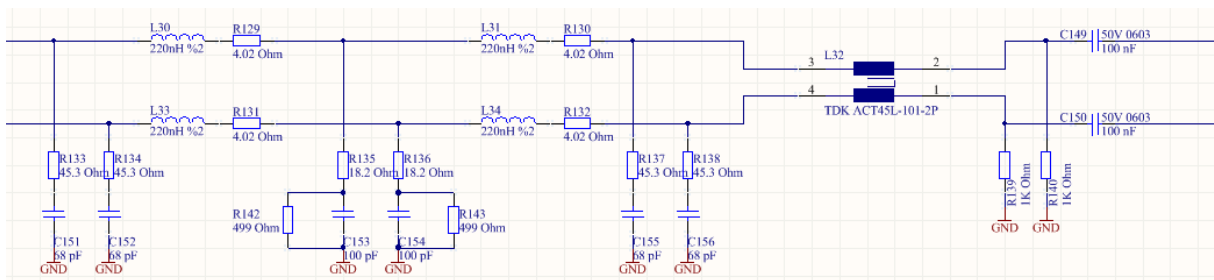 L30
220nH %2
R129
4.02 Ohm
L31
220nH %2
R130
4.02 Ohm
C149
50V 0603
100 nF
3
L32
2
4
1
TDK ACT45L-101-2P
L33
220nH %2
R131
4.02 Ohm
L34
220nH %2
R132
4.02 Ohm
C150
50V 0603
100 nF
R133
45.3 Ohm
R134
45.3 Ohm
R135
18.2 Ohm
R136
18.2 Ohm
R137
45.3 Ohm
R138
45.3 Ohm
R139
1K Ohm
R140
1K Ohm
R142
499 Ohm
R143
499 Ohm
GND
GND
C151
68 pF
C152
68 pF
C153
100 pF
C154
100 pF
C155
68 pF
C156
68 pF
GND
GND
GND
GND
GND
GND